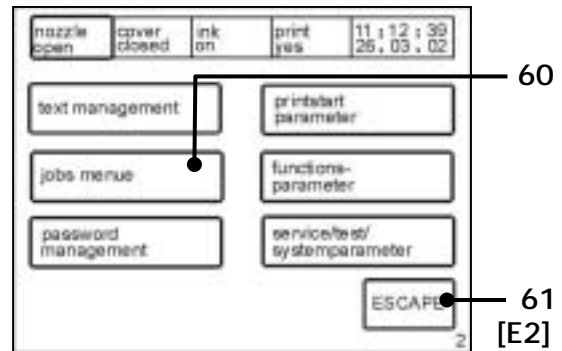 nozzle open
cover closed
ink on
print yes
11:12:39
26.03.02
60
text management
printstart parameter
jobs menue
functions-parameter
password management
service/test/systemparameter
ESCAPE
61
[E2]
2